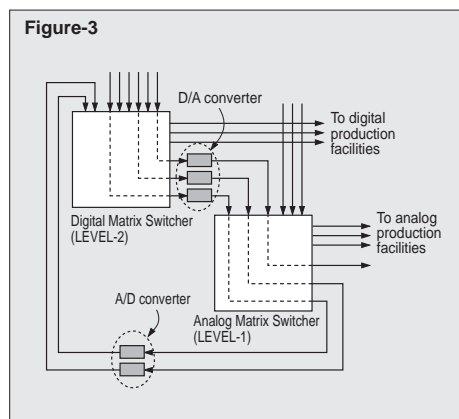 Figure-3
D/A converter
To digital
production
facilities
Digital Matrix Switcher
(LEVEL-2)
To analog
production
facilities
A/D converter
Analog Matrix Switcher
(LEVEL-1)